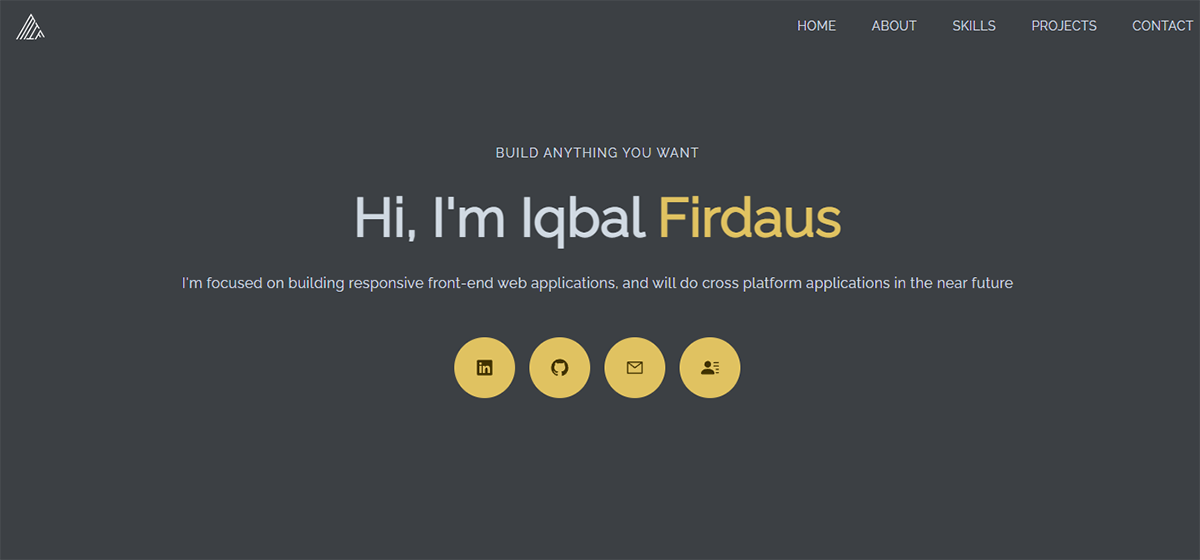 HOME ABOUT SKILLS PROJECTS CONTACT
BUILD ANYTHING YOU WANT
Hi, I'm Iqbal Firdaus
I'm focused on building responsive front-end web applications, and will do cross platform applications in the near future
in